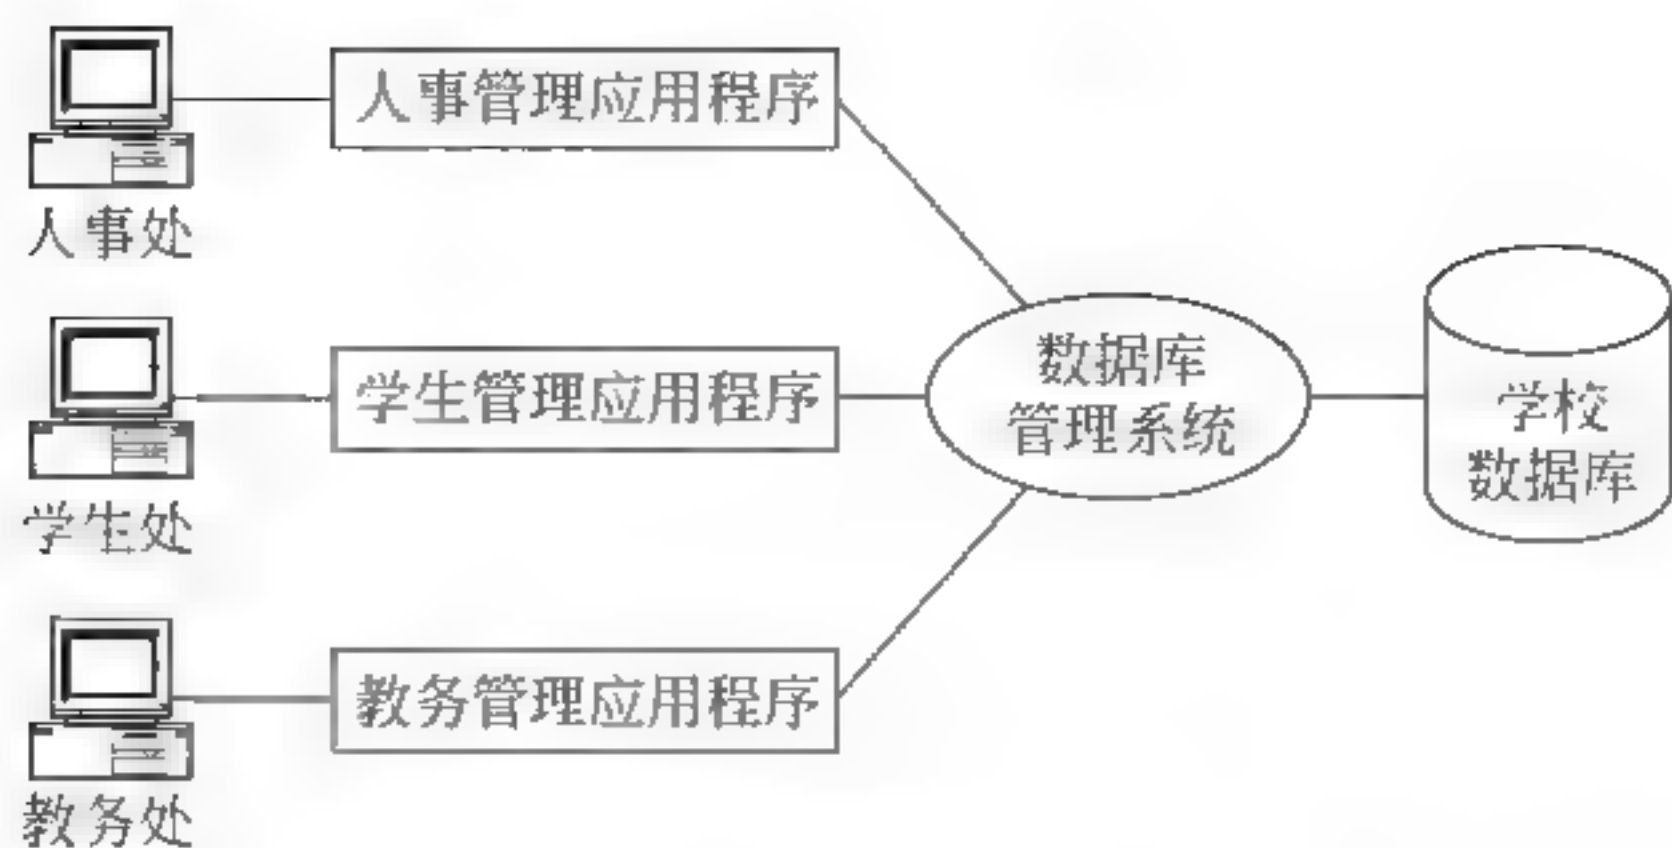 人事管理应用程序
人事处
学生管理应用程序
学生处
教务管理应用程序
教务处
数据库
管理系统
学校
数据库